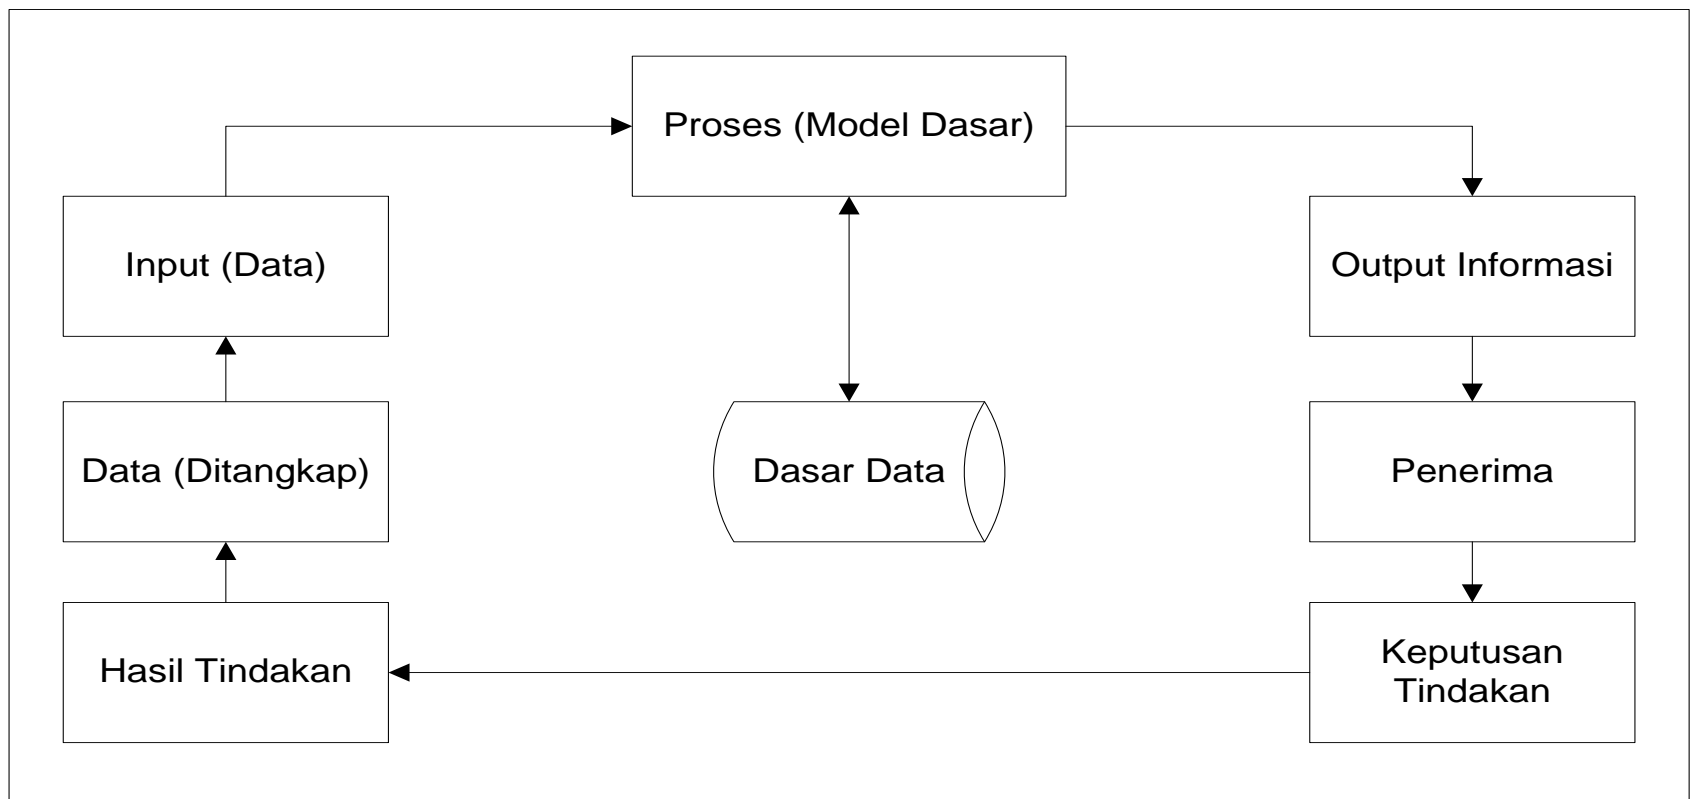 Proses (Model Dasar)
Input (Data)
Output Informasi
Data (Ditangkap)
Dasar Data
Penerima
Hasil Tindakan
Keputusan
Tindakan